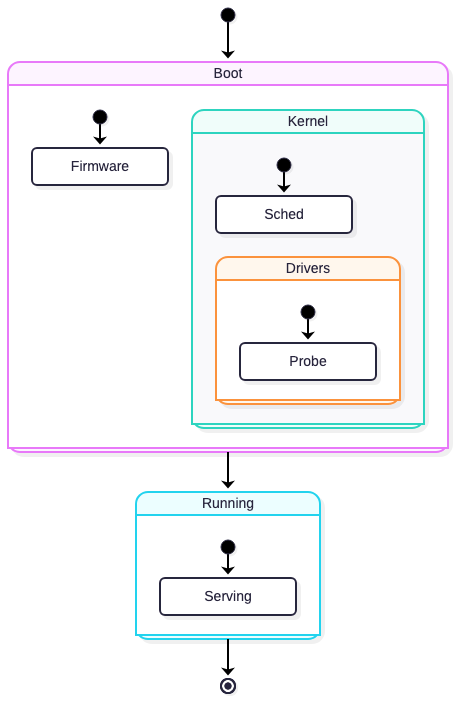 Boot
Kernel
Firmware
Sched
Drivers
Probe
Running
Serving